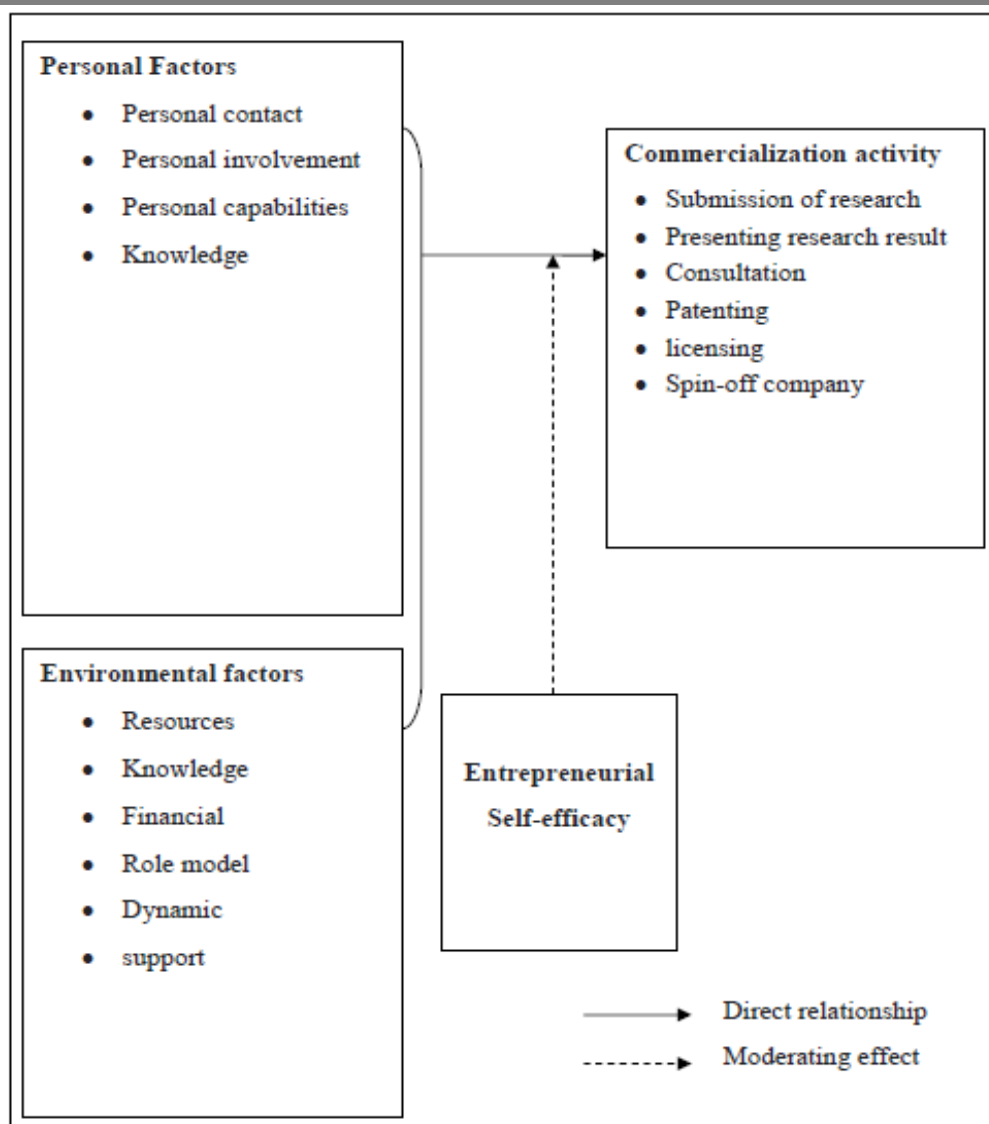 Personal Factors
• Personal contact
• Personal involvement
• Personal capabilities
• Knowledge
Commercialization activity
• Submission of research
• Presenting research result
• Consultation
• Patenting
• licensing
• Spin-off company
Environmental factors
• Resources
• Knowledge
• Financial
• Role model
• Dynamic
• support
Entrepreneurial
Self-efficacy
Direct relationship
Moderating effect